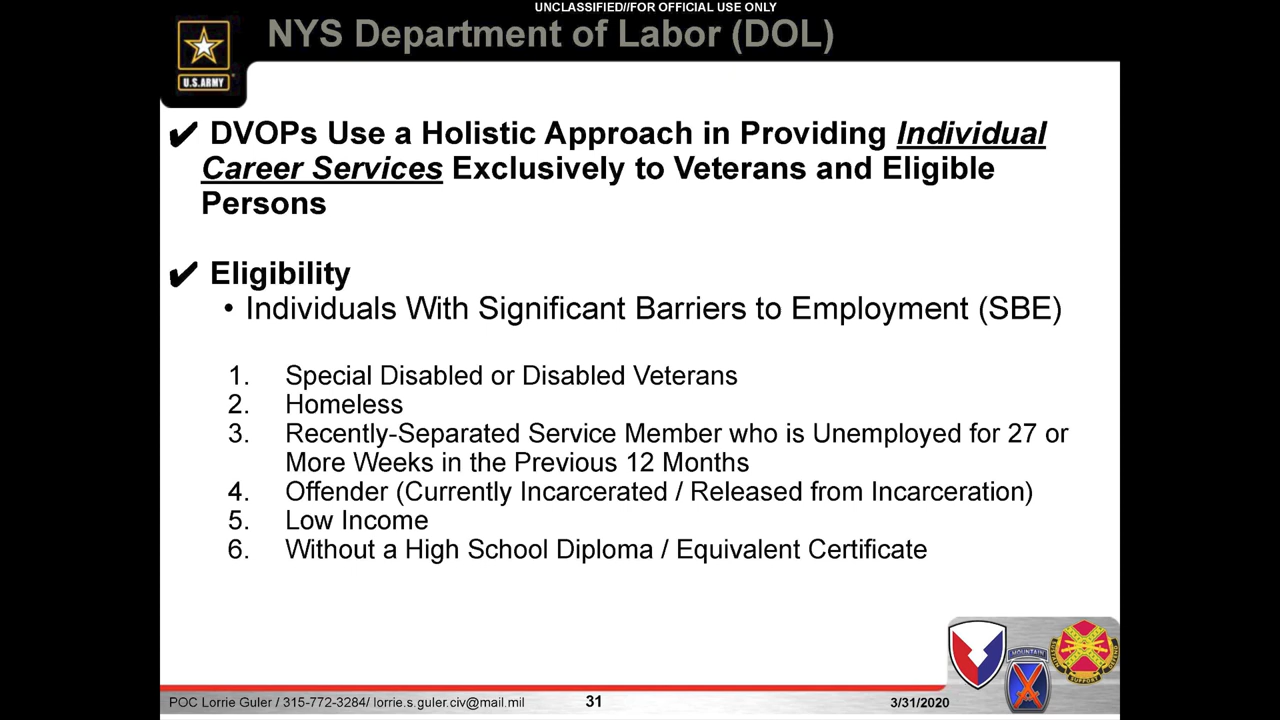 UNCLASSIFIED//FOR OFFICIAL USE ONLY
NYS Department of Labor (DOL)
U.S.ARMY
✔ DVOPs Use a Holistic Approach in Providing Individual
Career Services Exclusively to Veterans and Eligible
Persons
✔ Eligibility
• Individuals With Significant Barriers to Employment (SBE)
1. Special Disabled or Disabled Veterans
2. Homeless
3. Recently-Separated Service Member who is Unemployed for 27 or
More Weeks in the Previous 12 Months
4. Offender (Currently Incarcerated / Released from Incarceration)
5. Low Income
6. Without a High School Diploma / Equivalent Certificate
MOUNTAIN
SUSTAIN SUPPORT DEFEND
POC Lorrie Guler / 315-772-3284/ lorrie.s.guler.civ@mail.mil
31
3/31/2020